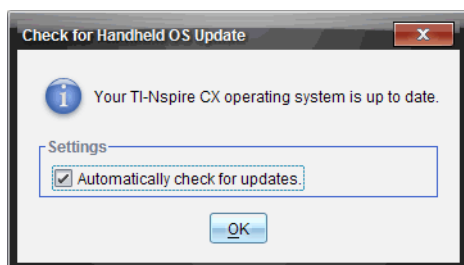 Check for Handheld OS Update
Your TI-Nspire CX operating system is up to date.
Settings
Automatically check for updates.
OK